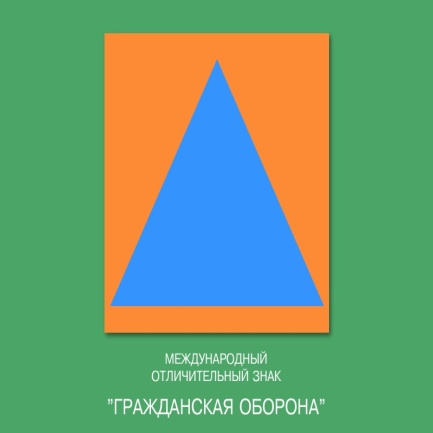 МЕЖДУНАРОДНЫЙ
ОТЛИЧИТЕЛЬНЫЙ ЗНАК
"ГРАЖДАНСКАЯ ОБОРОНА"